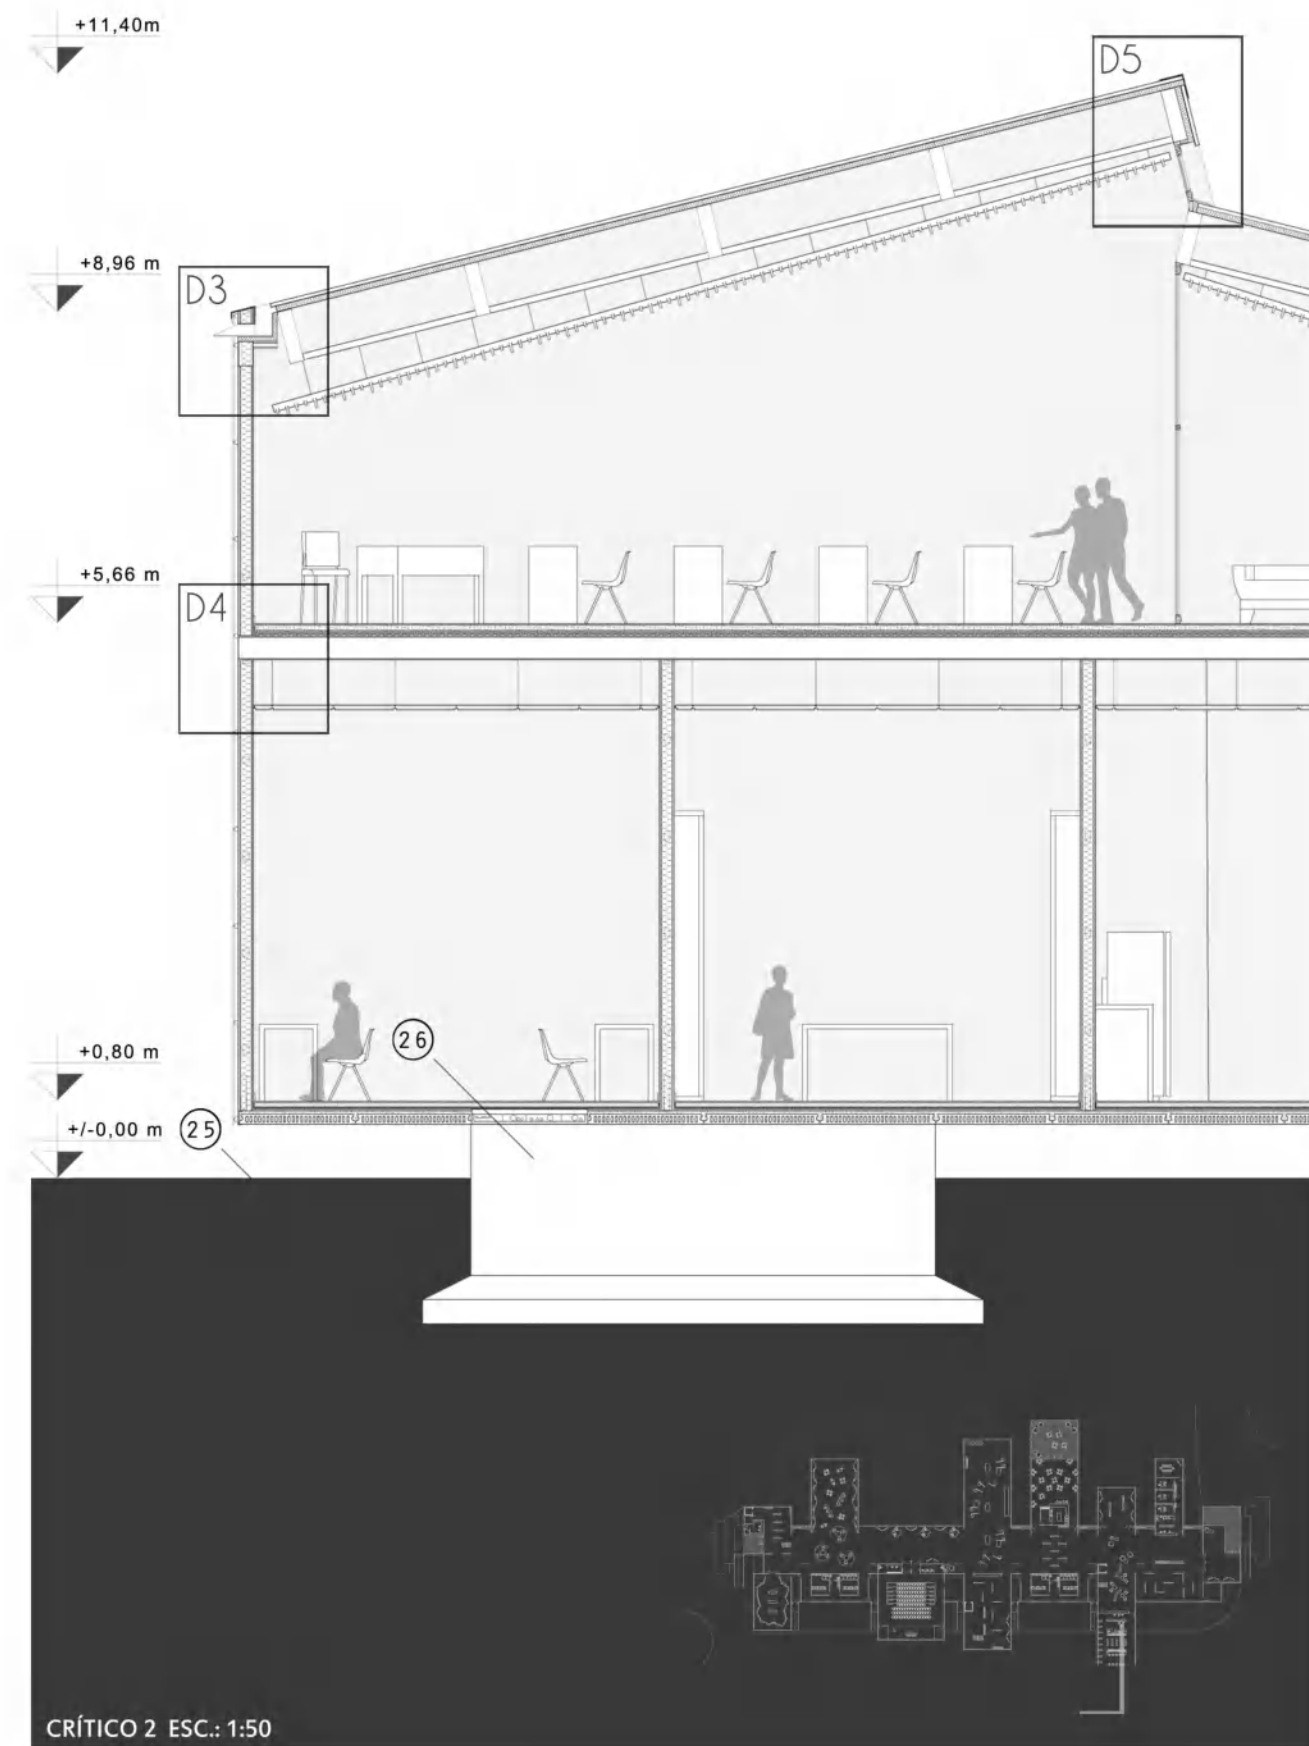 +11,40m
D5
+8,96 m
D3
+5,66 m
D4
26
+0,80 m
+/-0,00 m
25
CRÍTICO 2 ESC.: 1:50